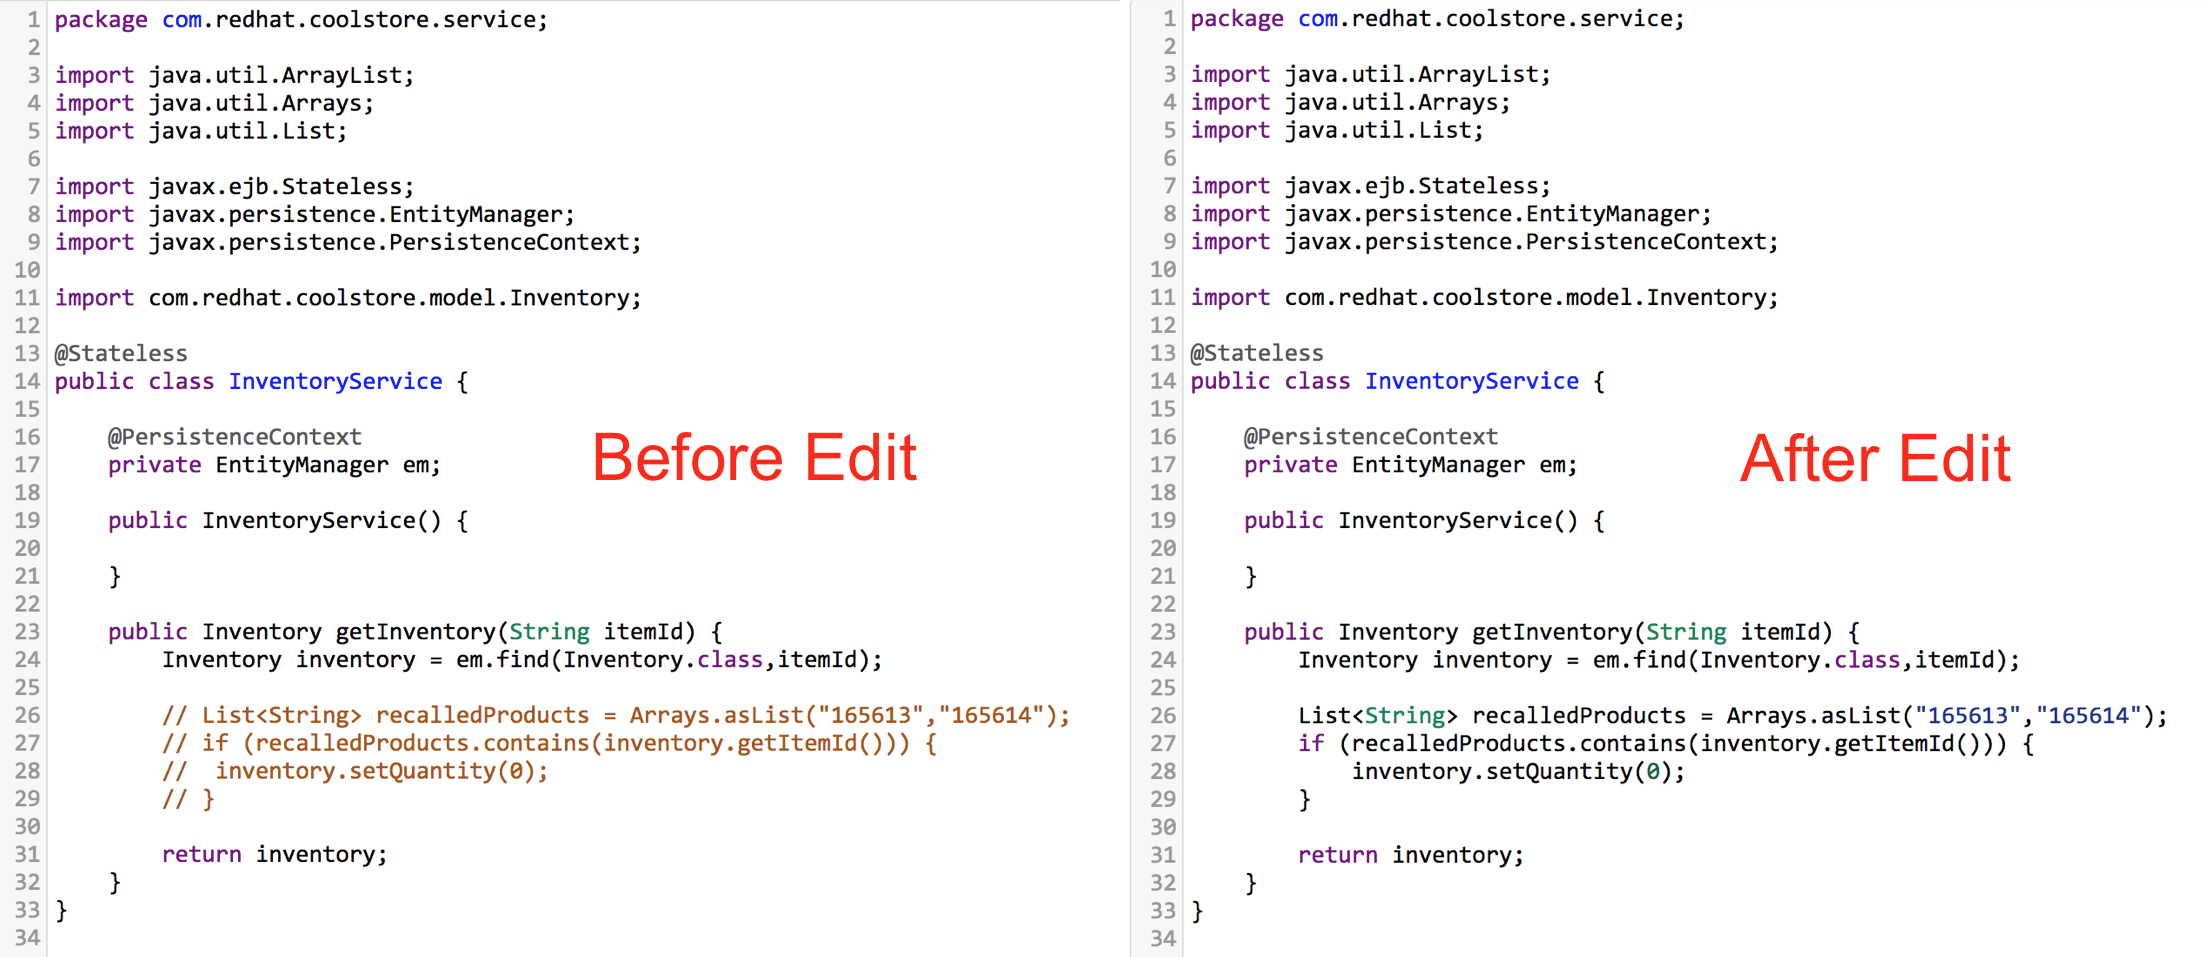 1 package com.redhat.coolstore.service;
2
3 import java.util.ArrayList;
4 import java.util.Arrays;
5 import java.util.List;
6
7 import javax.ejb.Stateless;
8 import javax.persistence.EntityManager;
9 import javax.persistence.PersistenceContext;
10
11 import com.redhat.coolstore.model.Inventory;
12
13 @Stateless
14 public class InventoryService {
15
16     @PersistenceContext
17     private EntityManager em;
18
19     public InventoryService() {
20
21     }
22
23     public Inventory getInventory(String itemId) {
24         Inventory inventory = em.find(Inventory.class,itemId);
25
26         // List<String> recalledProducts = Arrays.asList("165613","165614");
27         // if (recalledProducts.contains(inventory.getItemId())) {
28         //  inventory.setQuantity(0);
29         // }
30
31         return inventory;
32     }
33 }
34
Before Edit
1 package com.redhat.coolstore.service;
2
3 import java.util.ArrayList;
4 import java.util.Arrays;
5 import java.util.List;
6
7 import javax.ejb.Stateless;
8 import javax.persistence.EntityManager;
9 import javax.persistence.PersistenceContext;
10
11 import com.redhat.coolstore.model.Inventory;
12
13 @Stateless
14 public class InventoryService {
15
16     @PersistenceContext
17     private EntityManager em;
18
19     public InventoryService() {
20
21     }
22
23     public Inventory getInventory(String itemId) {
24         Inventory inventory = em.find(Inventory.class,itemId);
25
26         List<String> recalledProducts = Arrays.asList("165613","165614");
27         if (recalledProducts.contains(inventory.getItemId())) {
28             inventory.setQuantity(0);
29         }
30
31         return inventory;
32     }
33 }
34
After Edit